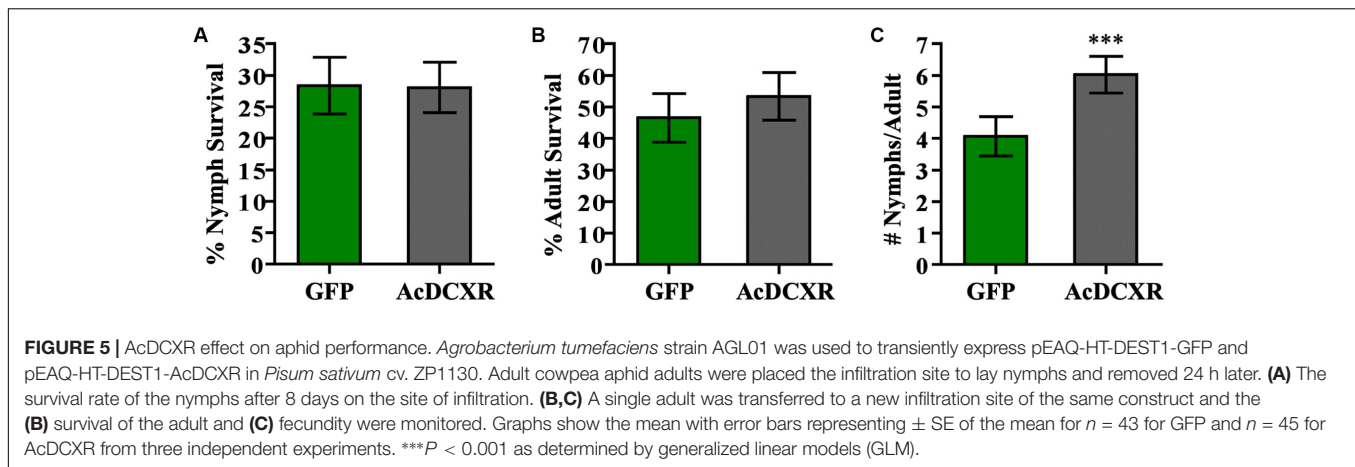 A
% Nymph Survival
35
30
25
20
15
10
5
0
GFP
AcDCXR
B
% Adult Survival
70
60
50
40
30
20
10
0
GFP
AcDCXR
C
***
# Nymphs/Adult
7
6
5
4
3
2
1
0
GFP
AcDCXR
FIGURE 5 | AcDCXR effect on aphid performance. Agrobacterium tumefaciens strain AGL01 was used to transiently express pEAQ-HT-DEST1-GFP and
pEAQ-HT-DEST1-AcDCXR in Pisum sativum cv. ZP1130. Adult cowpea aphid adults were placed the infiltration site to lay nymphs and removed 24 h later. (A) The
survival rate of the nymphs after 8 days on the site of infiltration. (B,C) A single adult was transferred to a new infiltration site of the same construct and the
(B) survival of the adult and (C) fecundity were monitored. Graphs show the mean with error bars representing ± SE of the mean for n = 43 for GFP and n = 45 for
AcDCXR from three independent experiments. ***P < 0.001 as determined by generalized linear models (GLM).